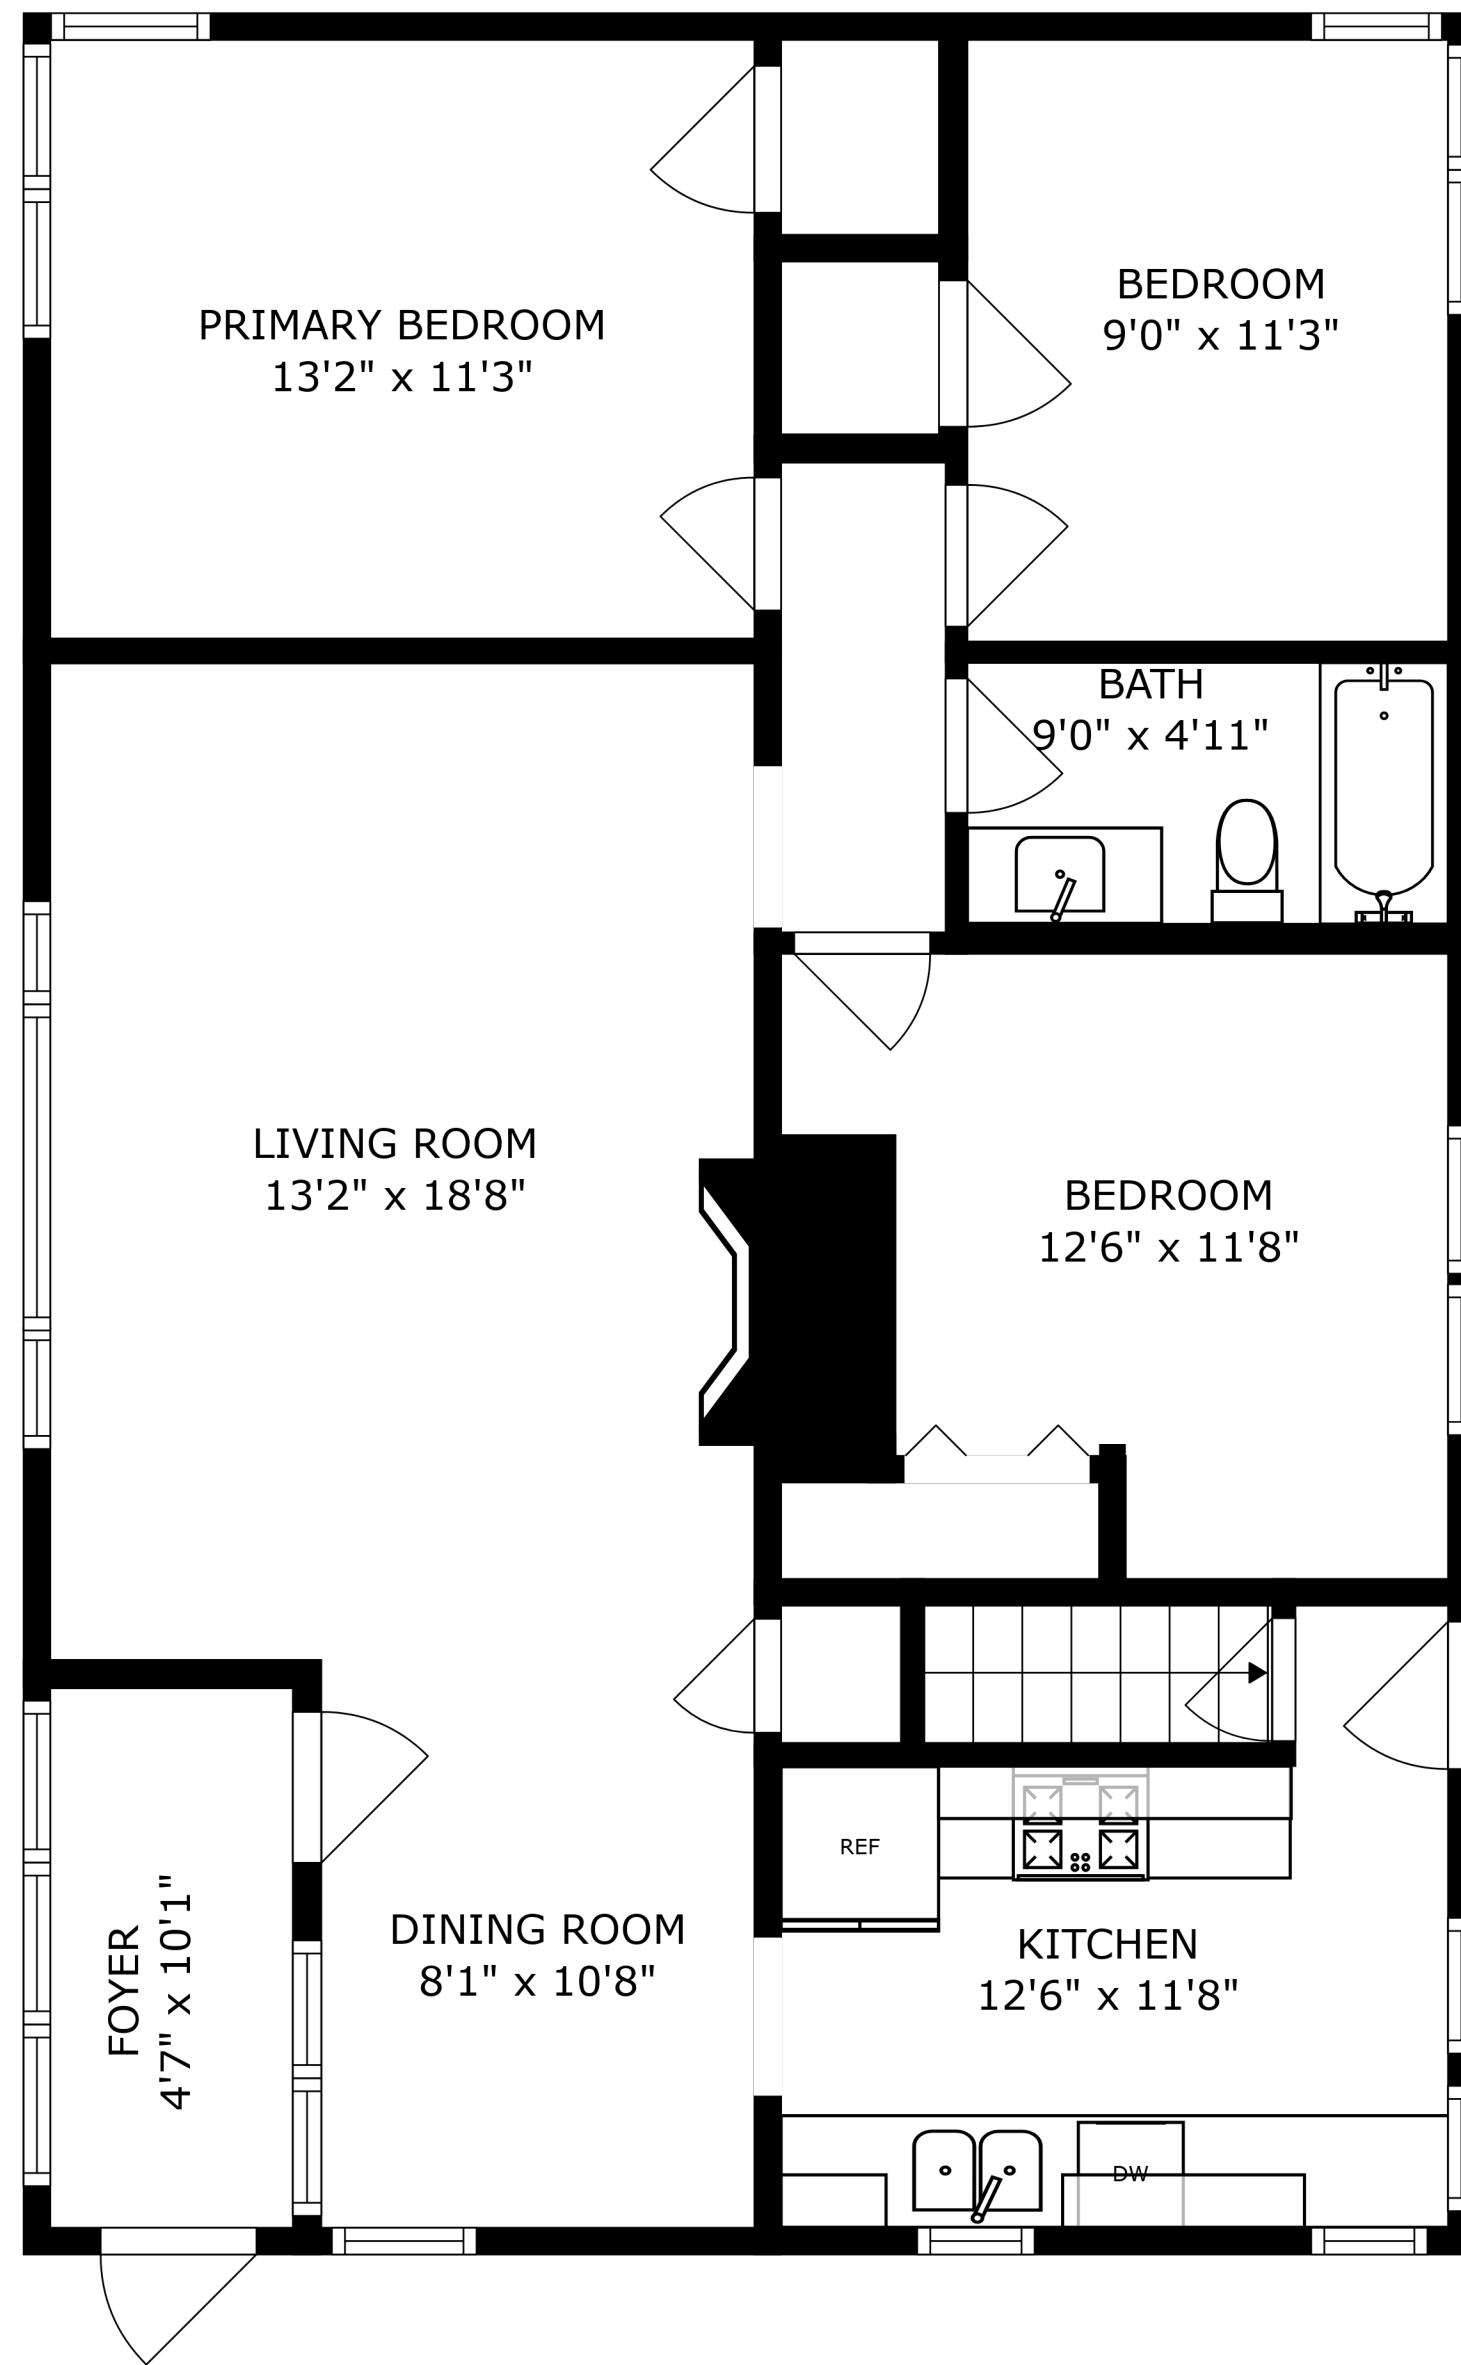 PRIMARY BEDROOM
13'2" x 11'3"
BEDROOM
9'0" x 11'3"
BATH
9'0" x 4'11"
LIVING ROOM
13'2" x 18'8"
BEDROOM
12'6" x 11'8"
REF
FOYER
4'7" x 10'1"
DINING ROOM
8'1" x 10'8"
KITCHEN
12'6" x 11'8"
DW